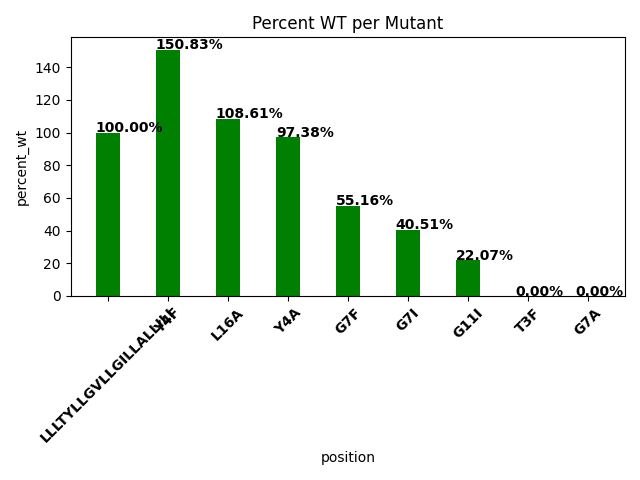 Percent WT per Mutant
150.83%
140
120
100
80
60
40
20
0
percent_wt
100.00%
108.61%
97.38%
55.16%
40.51%
22.07%
0.00%
0.00%
Y4F
L16A
Y4A
G7F
G7I
G11I
T3F
G7A
position